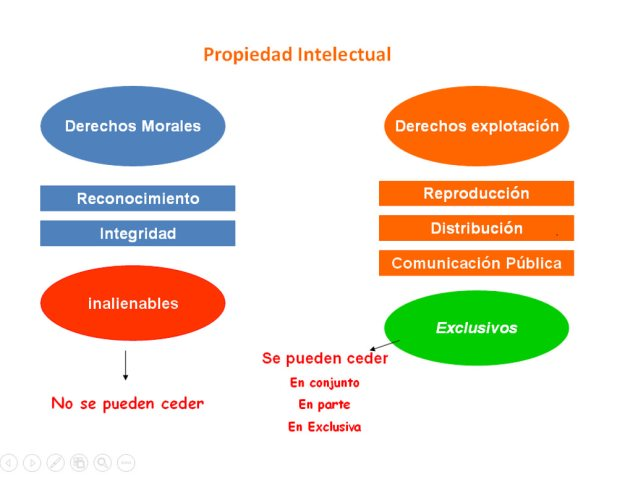 Propiedad Intelectual
Derechos Morales
Reconocimiento
Integridad
Inalienables
No se pueden ceder
Derechos explotación
Reproducción
Distribución
Comunicación Pública
Exclusivos
Se pueden ceder
En conjunto
En parte
En Exclusiva